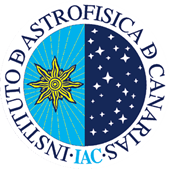 INSTITUTO DE ASTROFISICA DE CANARIAS
·IAC·